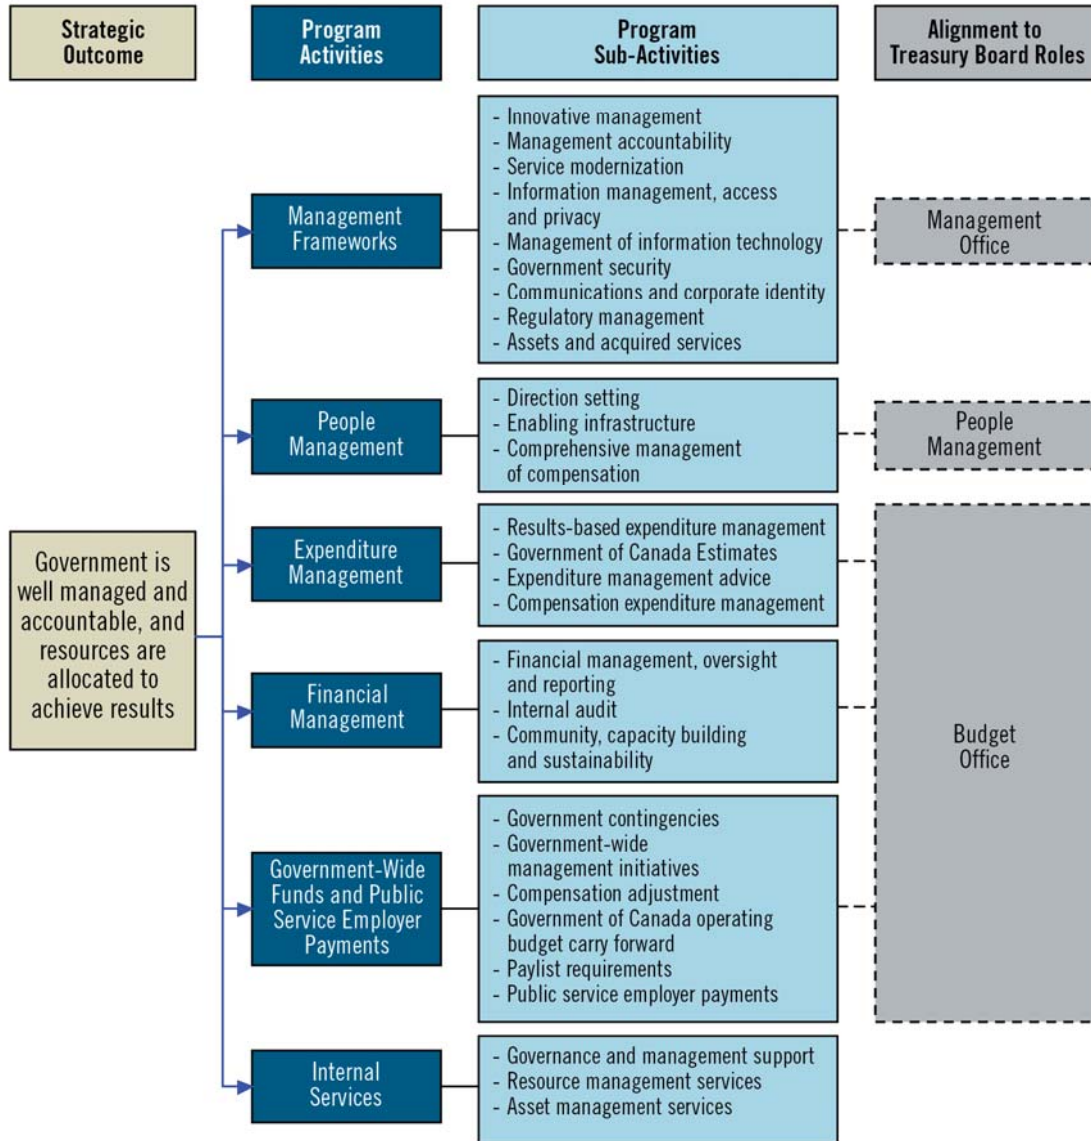 Strategic
Outcome
Program
Activities
Program
Sub-Activities
Alignment to
Treasury Board Roles
Government is
well managed and
accountable, and
resources are
allocated to
achieve results
Management
Frameworks
- Innovative management
- Management accountability
- Service modernization
- Information management, access
and privacy
- Management of information technology
- Government security
- Communications and corporate identity
- Regulatory management
- Assets and acquired services
Management
Office
People
Management
- Direction setting
- Enabling infrastructure
- Comprehensive management
of compensation
People
Management
Expenditure
Management
- Results-based expenditure management
- Government of Canada Estimates
- Expenditure management advice
- Compensation expenditure management
Financial
Management
- Financial management, oversight
and reporting
- Internal audit
- Community, capacity building
and sustainability
Government-Wide
Funds and Public
Service Employer
Payments
- Government contingencies
- Government-wide
management initiatives
- Compensation adjustment
- Government of Canada operating
budget carry forward
- Paylist requirements
- Public service employer payments
Budget
Office
Internal
Services
- Governance and management support
- Resource management services
- Asset management services